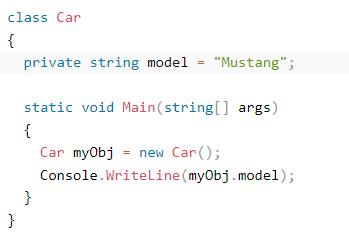 class Car
{
  private string model = "Mustang";

  static void Main(string[] args)
  {
    Car myObj = new Car();
    Console.WriteLine(myObj.model);
  }
}